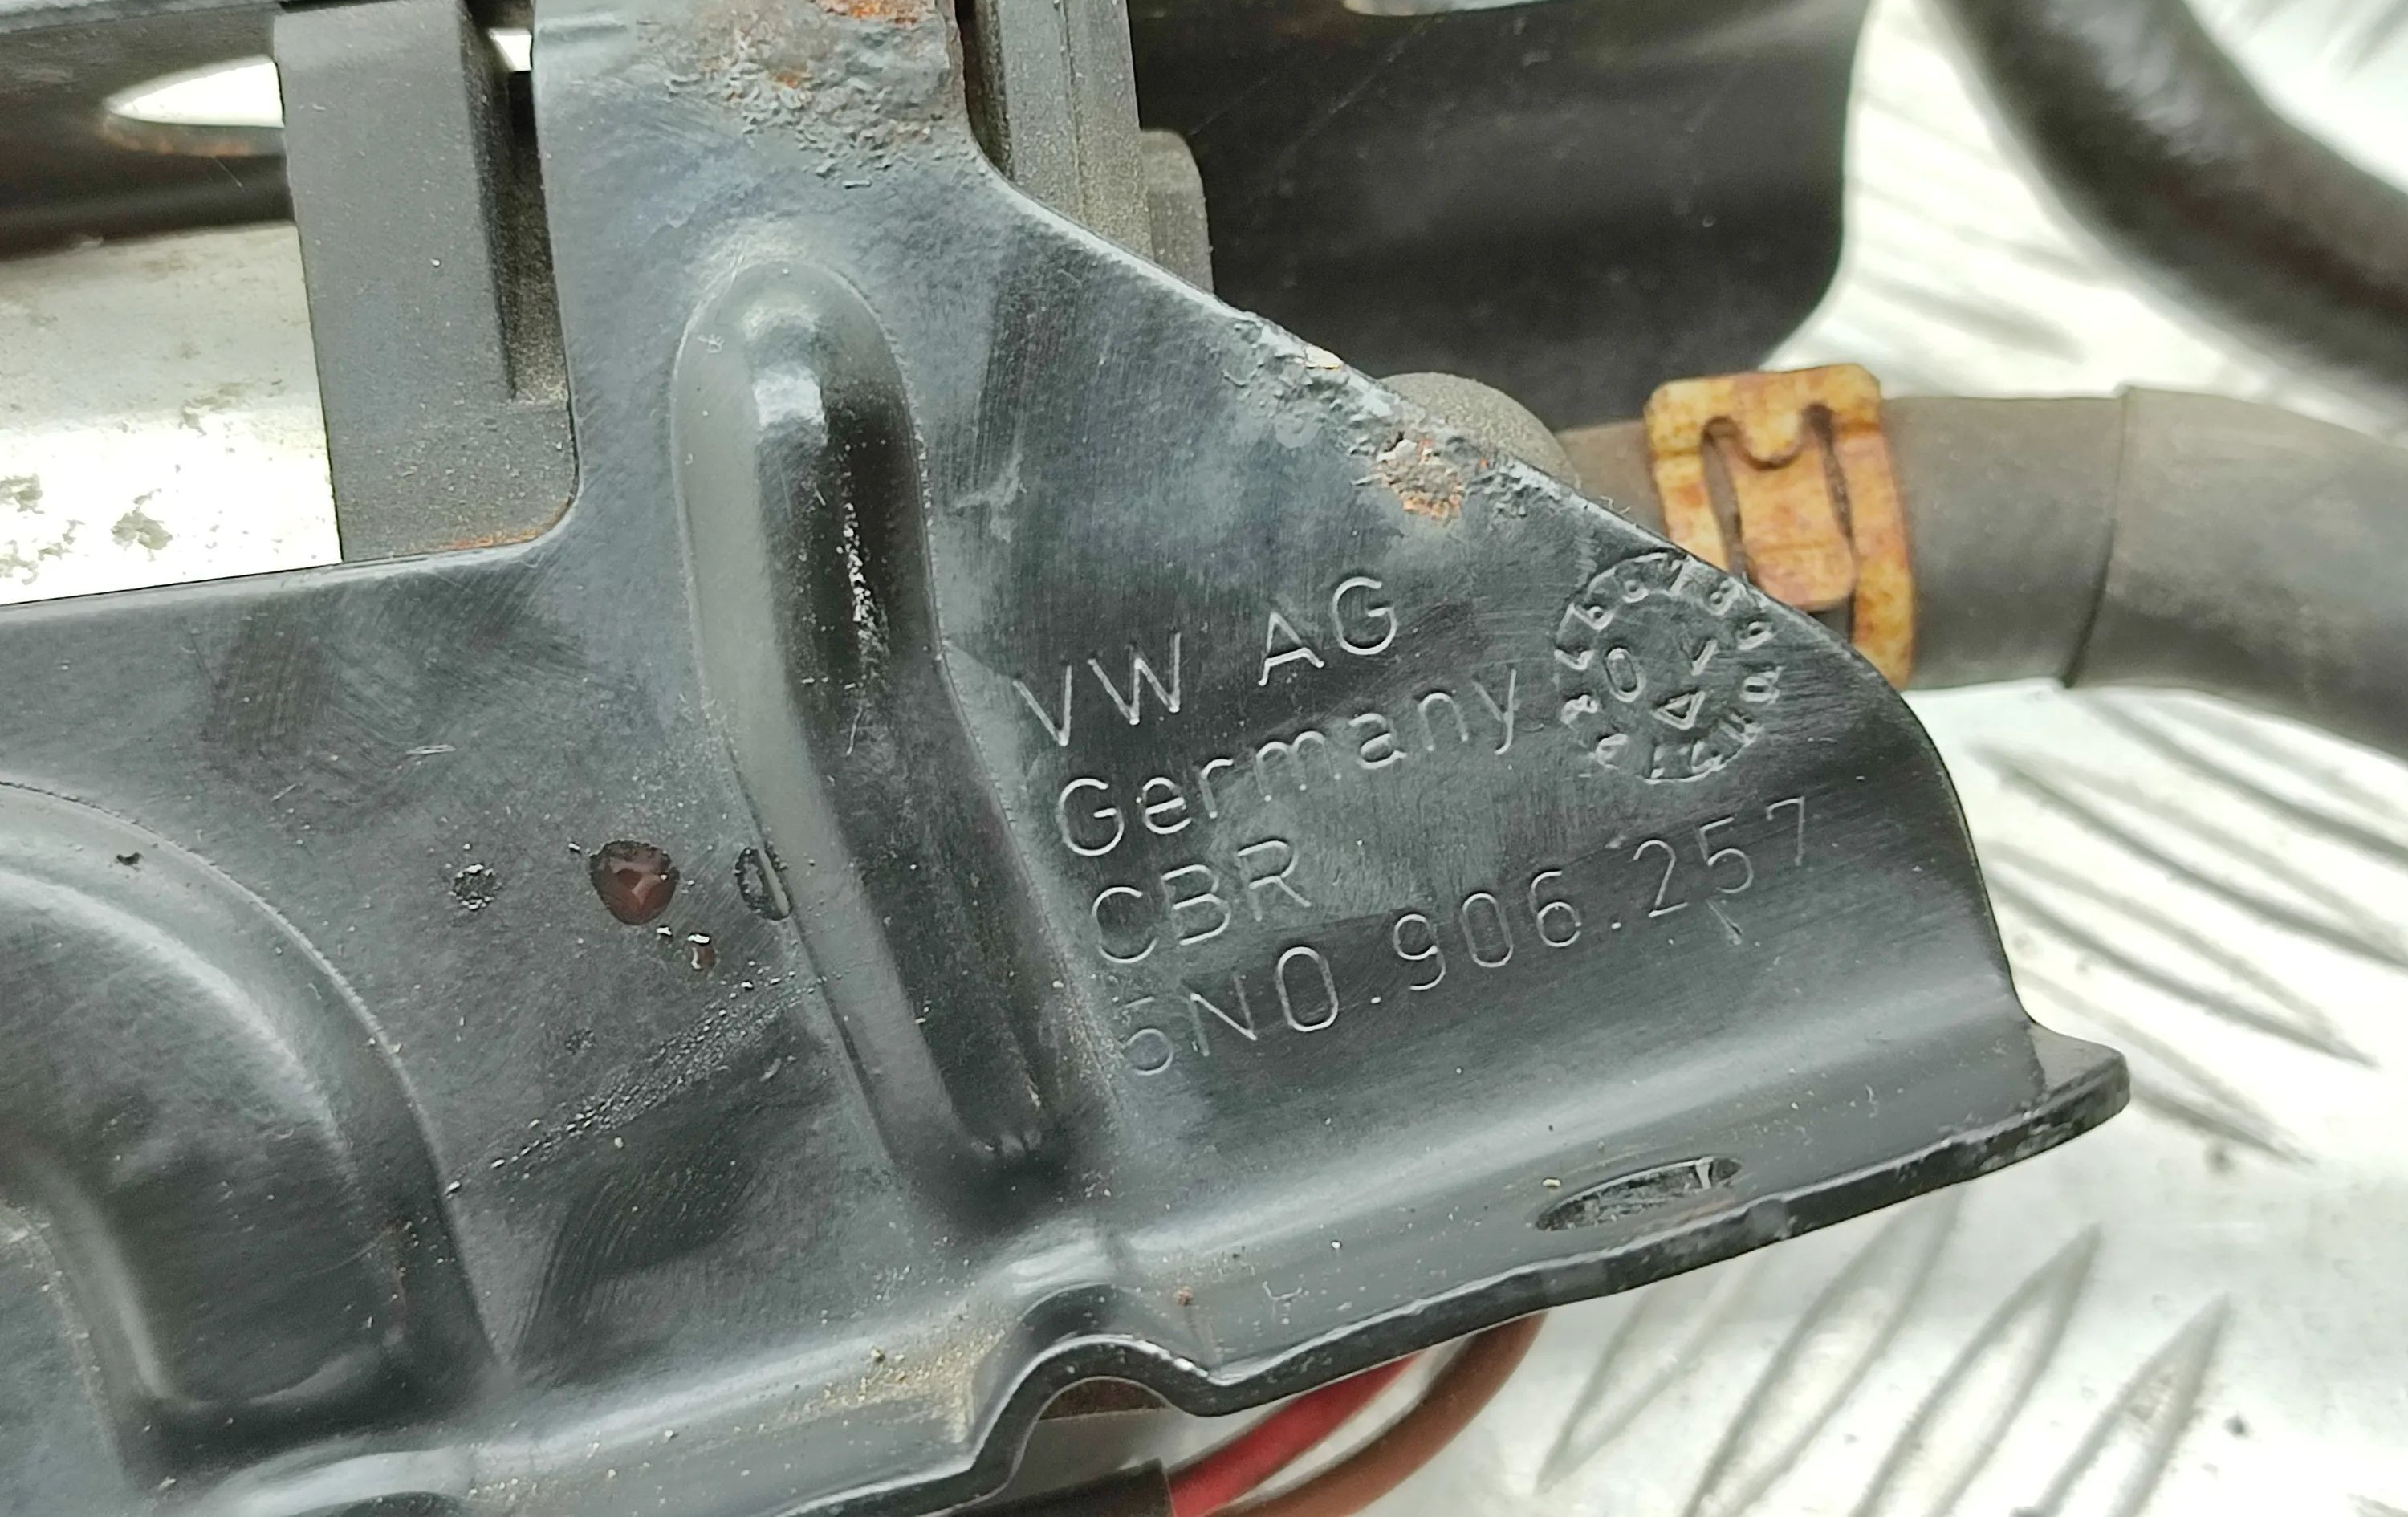 VW AG
Germany
CBR
5N0.906.257